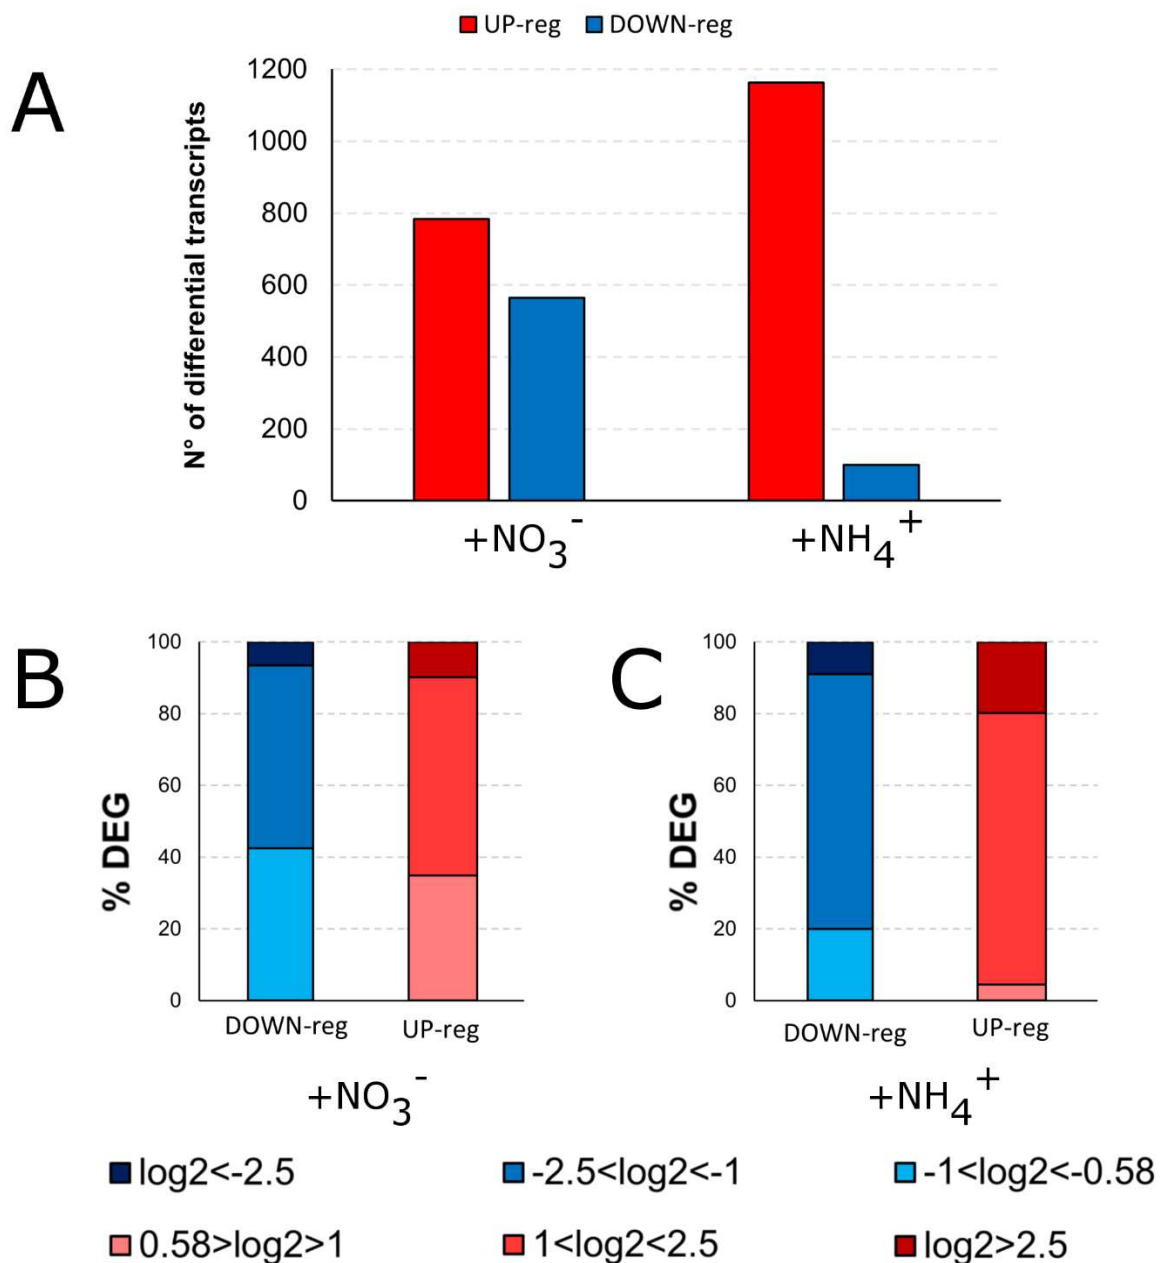 UP-reg DOWN-reg
A
N° of differential transcripts
1200
1000
800
600
400
200
0
+NO3- +NH4+
B
% DEG
100
80
60
40
20
0
DOWN-reg UP-reg
+NO3-
C
% DEG
100
80
60
40
20
0
DOWN-reg UP-reg
+NH4+
log2<-2.5 -2.5<log2<-1 -1<log2<-0.58
0.58>log2>1 1<log2<2.5 log2>2.5